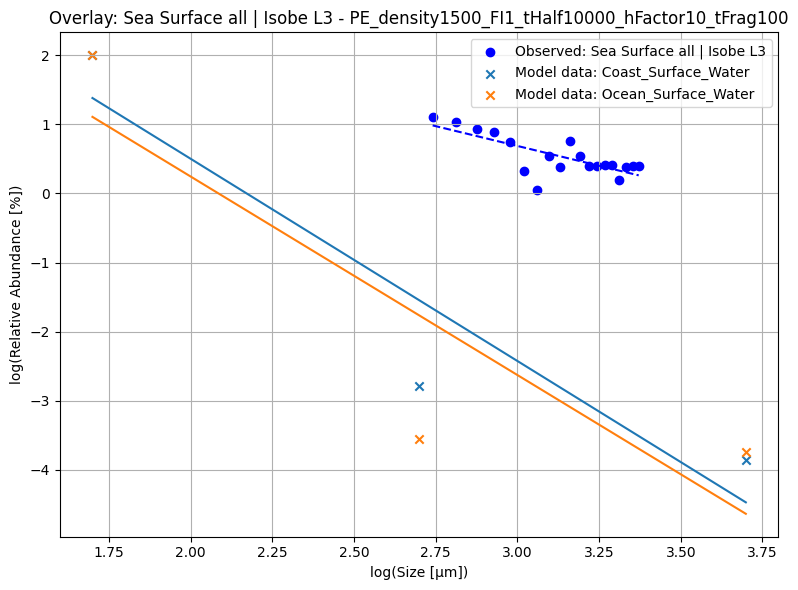 Overlay: Sea Surface all | Isobe L3 - PE_density1500_FI1_tHalf10000_hFactor10_tFrag100
Observed: Sea Surface all | Isobe L3
Model data: Coast_Surface_Water
Model data: Ocean_Surface_Water
log(Relative Abundance [%])
2
1
0
−1
−2
−3
−4
1.75 2.00 2.25 2.50 2.75 3.00 3.25 3.50 3.75
log(Size [µm])